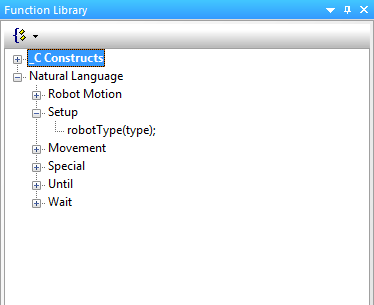 Function Library
_C Constructs
Natural Language
Robot Motion
Setup
robotType(type);
Movement
Special
Until
Wait